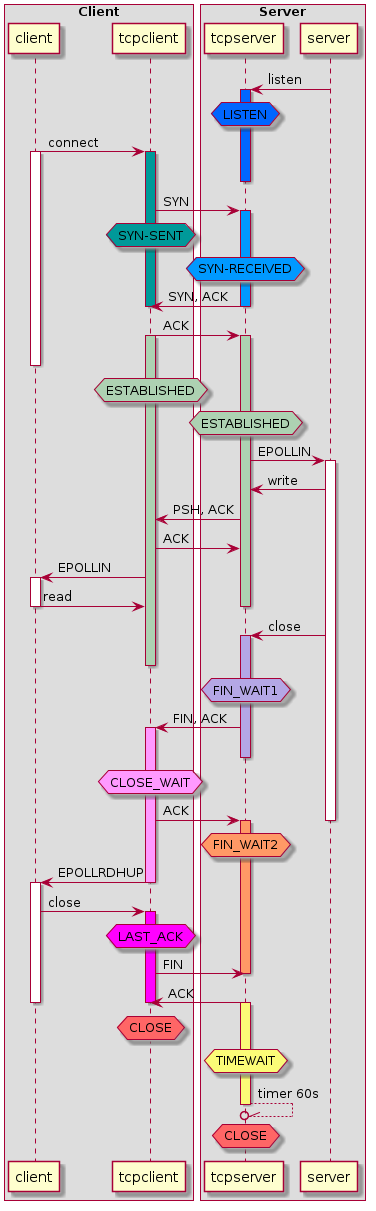 Client
Server
client
tcpclient
tcpserver
server
listen
LISTEN
connect
SYN
SYN-SENT
SYN-RECEIVED
SYN, ACK
ACK
ESTABLISHED
ESTABLISHED
EPOLLIN
write
PSH, ACK
ACK
EPOLLIN
read
close
FIN_WAIT1
FIN, ACK
CLOSE_WAIT
ACK
FIN_WAIT2
EPOLLRDHUP
close
LAST_ACK
FIN
ACK
CLOSE
TIMEWAIT
timer 60s
CLOSE
client
tcpclient
tcpserver
server